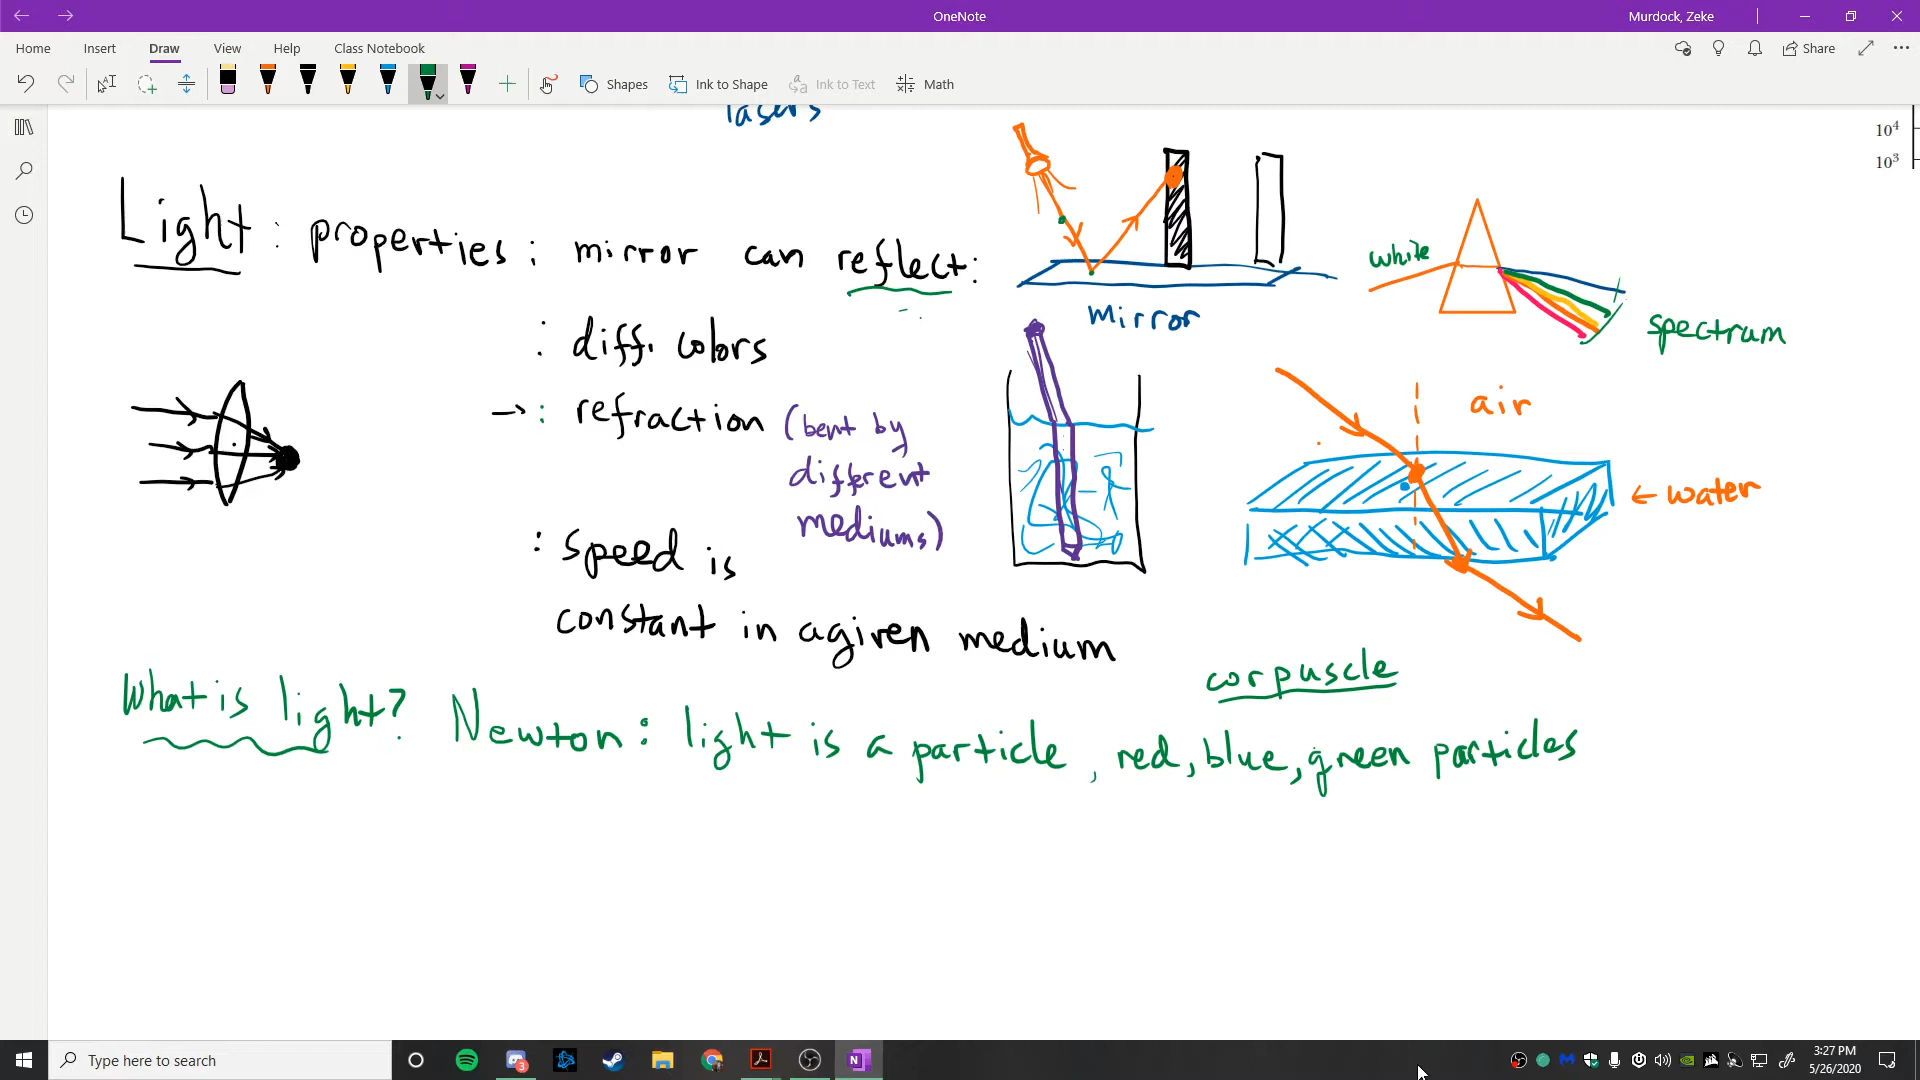 OneNote
Murdock, Zeke
Home Insert Draw View Help Class Notebook
Share
Shapes Ink to Shape Ink to Text Math
lasers
10⁴
10³
Light : properties : mirror can reflect :
mirror
white
spectrum
: diff. colors
→ : refraction (bent by
different
mediums)
air
← water
: speed is
constant in a given medium
corpuscle
What is light? Newton: light is a particle, red, blue, green particles
Type here to search
3
3:27 PM
5/26/2020